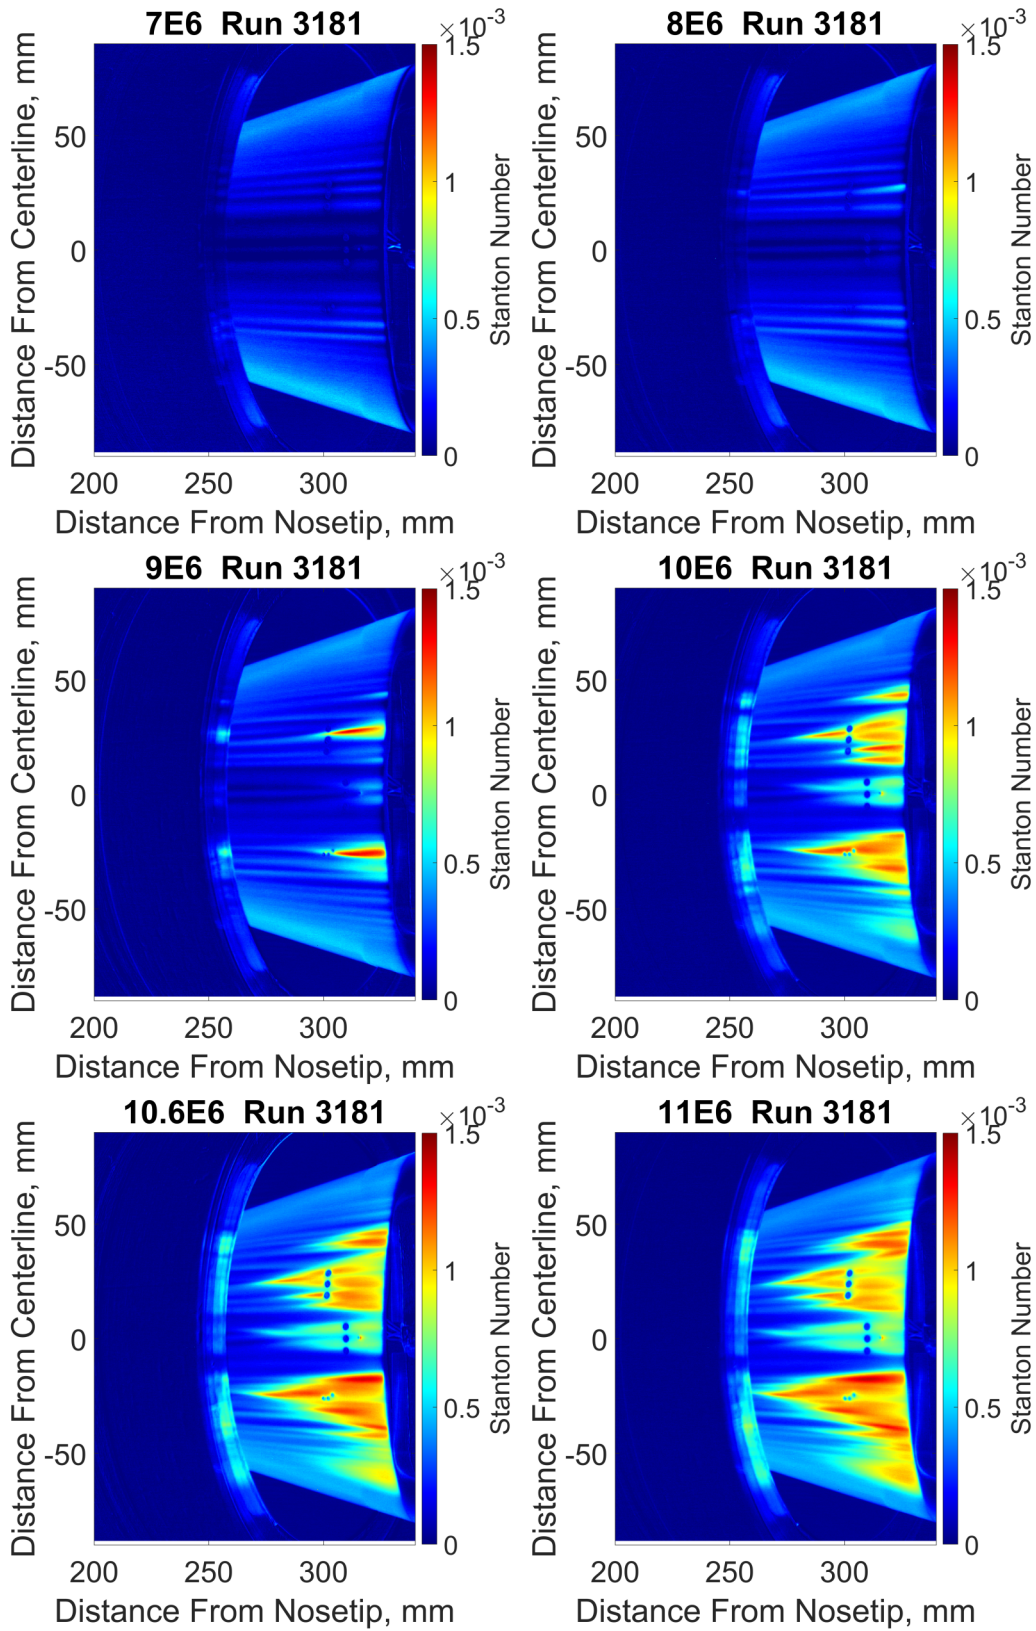 7E6 Run 3181
×10-3
1.5
1
0.5
0
Stanton Number
50
0
-50
Distance From Centerline, mm
200 250 300
Distance From Nosetip, mm
8E6 Run 3181
×10-3
1.5
1
0.5
0
Stanton Number
50
0
-50
Distance From Centerline, mm
200 250 300
Distance From Nosetip, mm
9E6 Run 3181
×10-3
1.5
1
0.5
0
Stanton Number
50
0
-50
Distance From Centerline, mm
200 250 300
Distance From Nosetip, mm
10E6 Run 3181
×10-3
1.5
1
0.5
0
Stanton Number
50
0
-50
Distance From Centerline, mm
200 250 300
Distance From Nosetip, mm
10.6E6 Run 3181
×10-3
1.5
1
0.5
0
Stanton Number
50
0
-50
Distance From Centerline, mm
200 250 300
Distance From Nosetip, mm
11E6 Run 3181
×10-3
1.5
1
0.5
0
Stanton Number
50
0
-50
Distance From Centerline, mm
200 250 300
Distance From Nosetip, mm